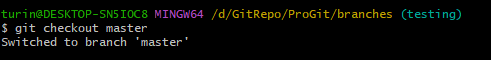 turin@DESKTOP-SN5IOC8 MINGW64 /d/GitRepo/ProGit/branches (testing)
$ git checkout master
Switched to branch 'master'